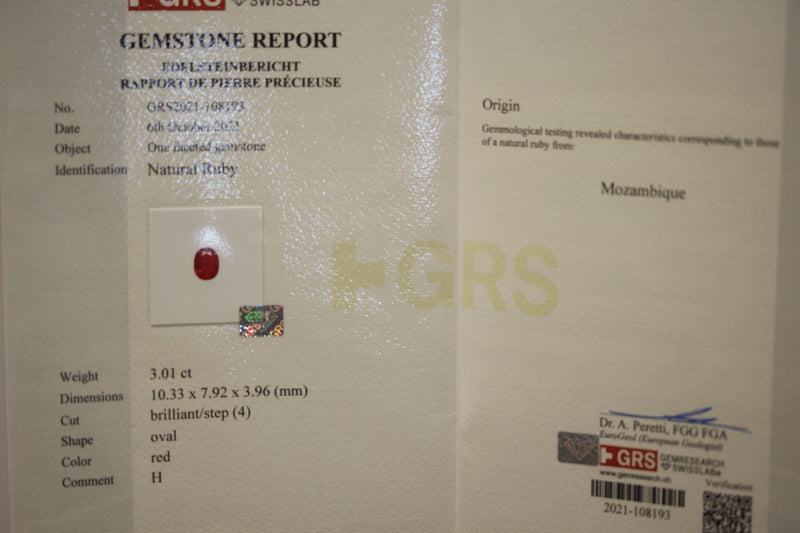 GRS SWISSLAB
GEMSTONE REPORT
EDELSTEINBERICHT
RAPPORT DE PIERRE PRÉCIEUSE
No. GRS2021-108193
Date 6th October 2021
Object One faceted gemstone
Identification Natural Ruby
Weight 3.01 ct
Dimensions 10.33 x 7.92 x 3.96 (mm)
Cut brilliant/step (4)
Shape oval
Color red
Comment H
GRS
Origin
Gemmological testing revealed characteristics corresponding to those
of a natural ruby from:
Mozambique
Dr. A. Peretti, FGG FGA
EuroGeol (European Geologist)
GRS GEMRESEARCH
SWISSLAB
www.gemresearch.ch
Verification
2021-108193